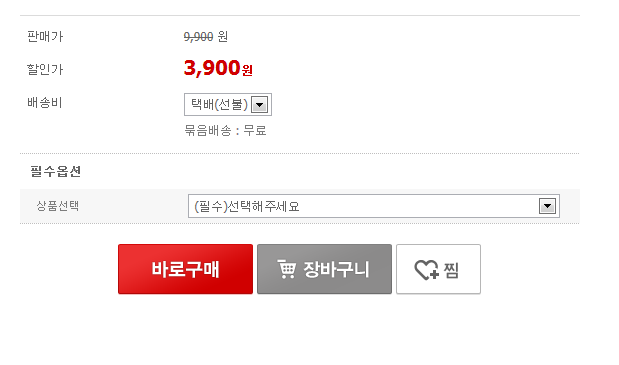 판매가 9,900 원
할인가 3,900원
배송비 택배(선불)
묶음배송 : 무료
필수옵션
상품선택 (필수)선택해주세요
바로구매 장바구니 찜